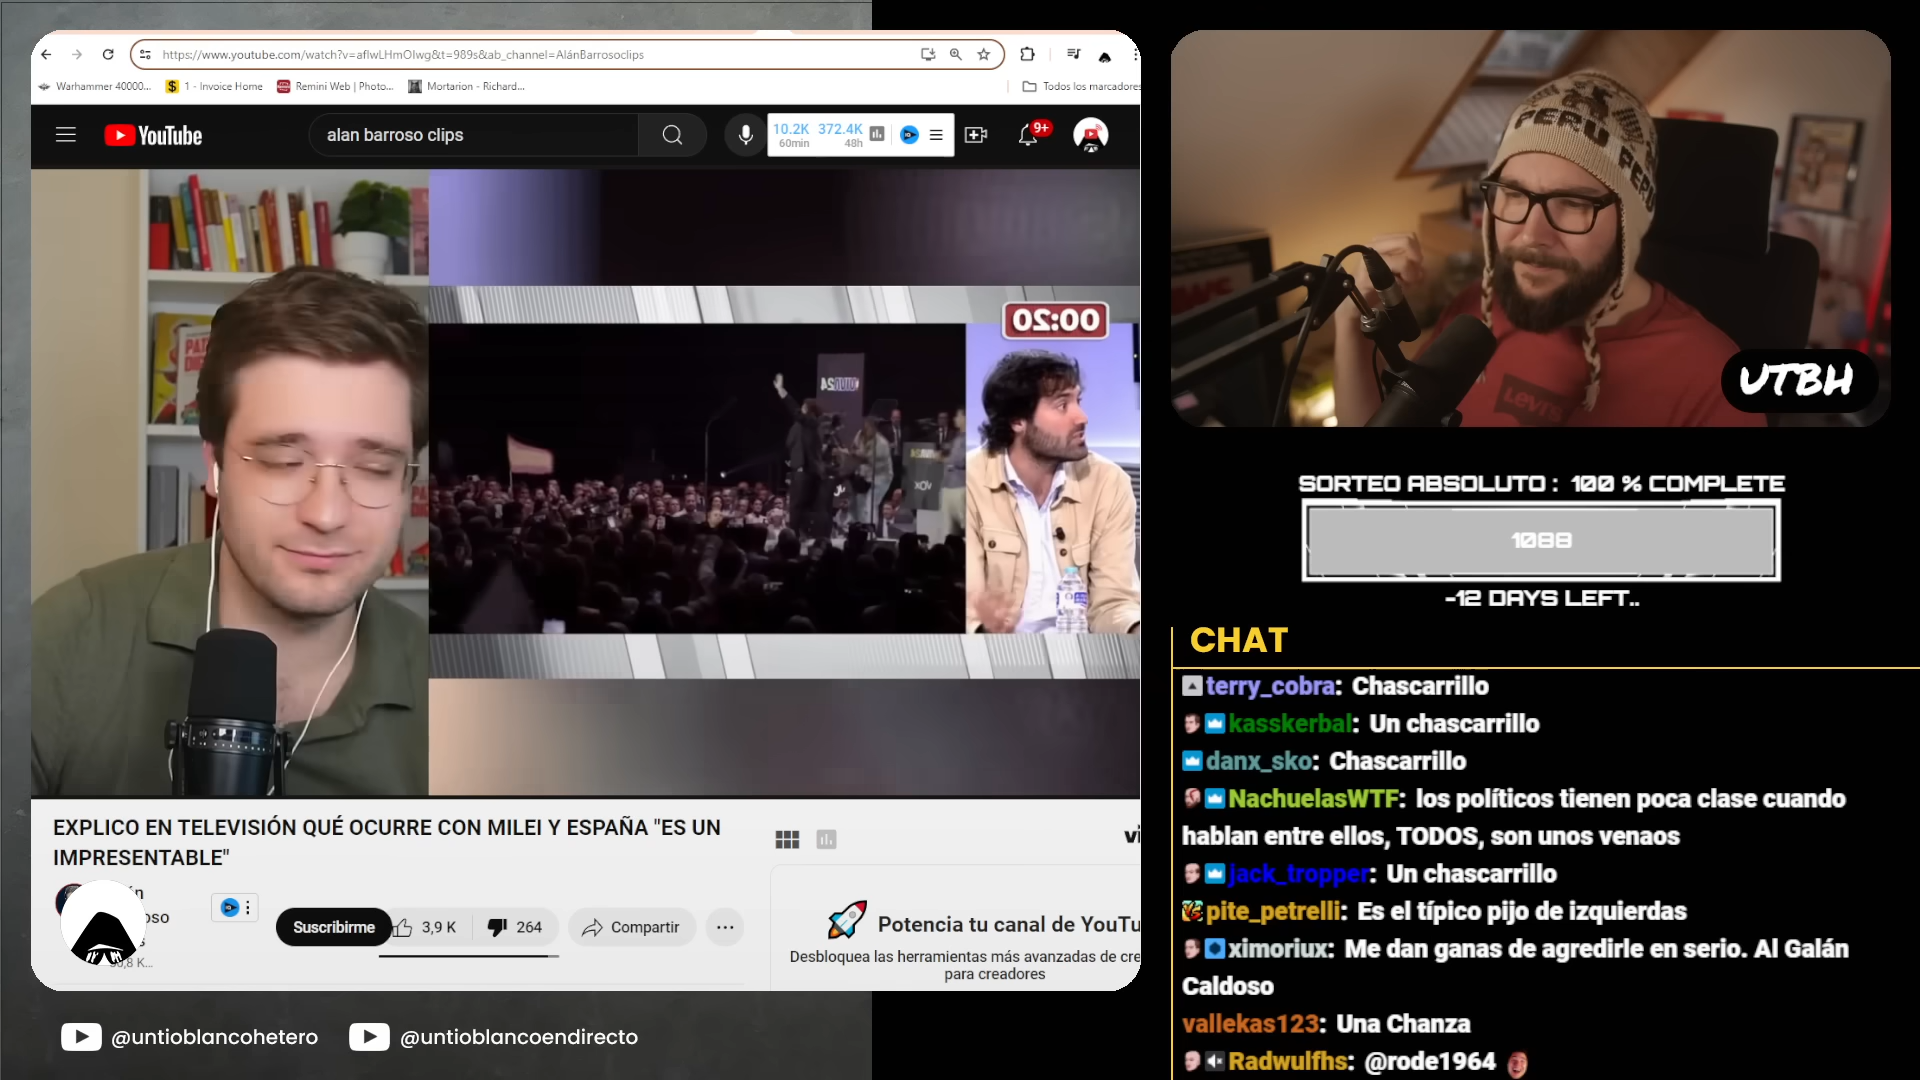 https://www.youtube.com/watch?v=aflwLHmOlwg&t=989s&ab_channel=AlánBarrosoclips
Warhammer 40000...
1 - Invoice Home
Remini Web | Photo...
Mortarion - Richard...
Todos los marcadores
YouTube
alan barroso clips
10.2K 372.4K
60min 48h
9+
00:20
VOX
PERU
Levi's
UTBH
SORTEO ABSOLUTO : 100 % COMPLETE
1088
-12 DAYS LEFT..
CHAT
terry_cobra: Chascarrillo
kasskerbal: Un chascarrillo
danx_sko: Chascarrillo
NachuelasWTF: los políticos tienen poca clase cuando
hablan entre ellos, TODOS, son unos venaos
jack_tropper: Un chascarrillo
pite_petrelli: Es el típico pijo de izquierdas
ximoriux: Me dan ganas de agredirle en serio. Al Galán
Caldoso
vallekas123: Una Chanza
Radwulfhs: @rode1964
EXPLICO EN TELEVISIÓN QUÉ OCURRE CON MILEI Y ESPAÑA "ES UN
IMPRESENTABLE"
Suscribirme
3,9 K
264
Compartir
Potencia tu canal de YouTu
Desbloquea las herramientas más avanzadas de cre
para creadores
@untioblancohetero
@untioblancoendirecto